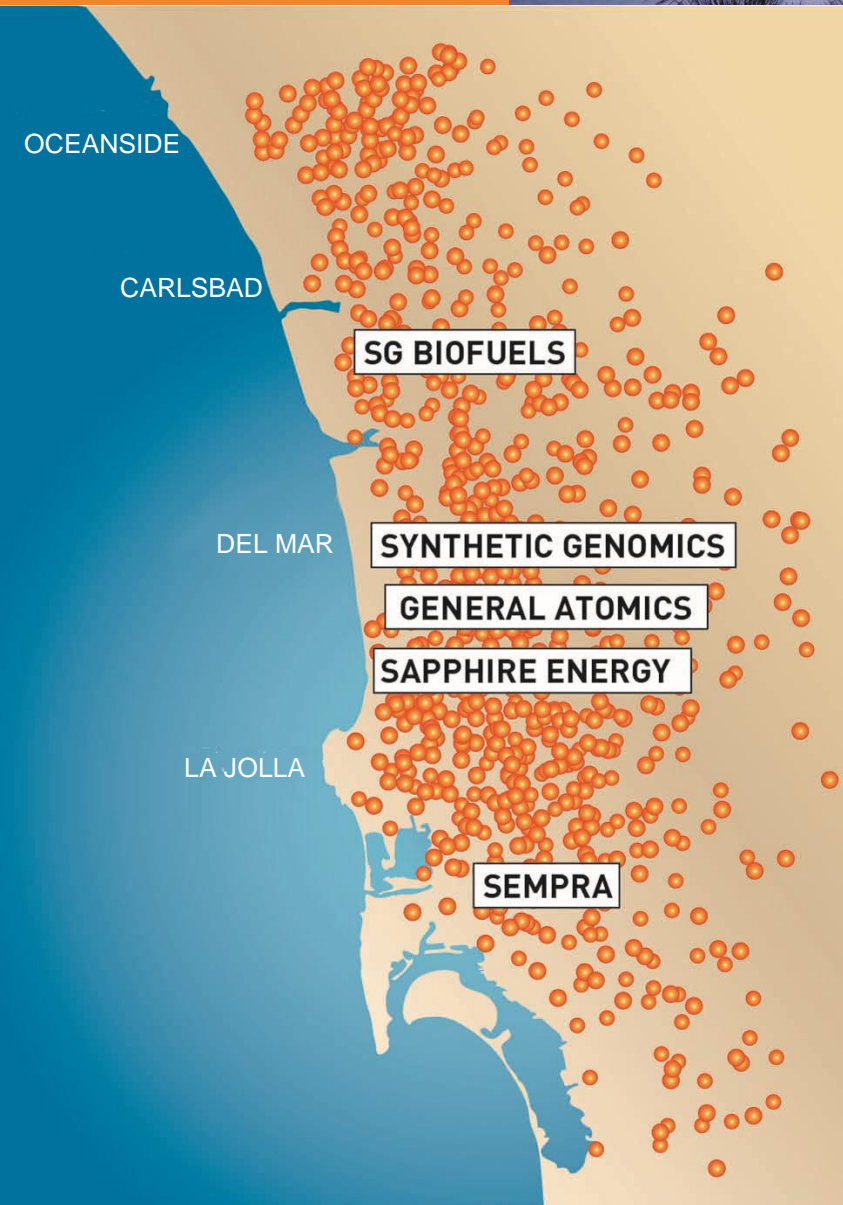 OCEANSIDE
CARLSBAD
SG BIOFUELS
DEL MAR
SYNTHETIC GENOMICS
GENERAL ATOMICS
SAPPHIRE ENERGY
LA JOLLA
SEMPRA